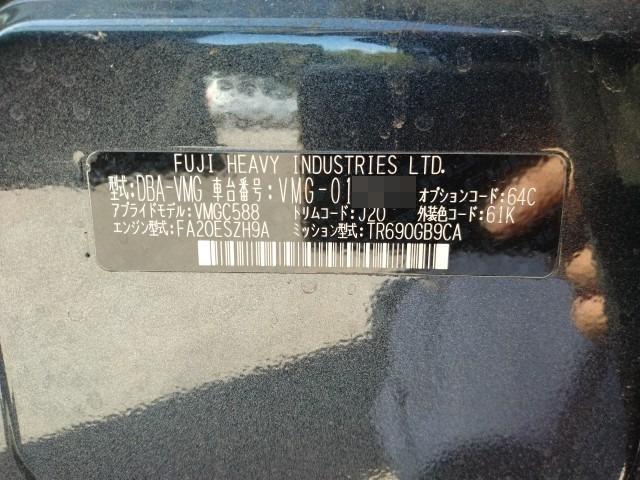 FUJI HEAVY INDUSTRIES LTD.
型式:DBA-VMG 車台番号:VMG-01 オプションコード:64C
アプライドモデル:VMGC588 トリムコード:J20 外装色コード:61K
エンジン型式:FA20ESZH9A ミッション型式:TR690GB9CA